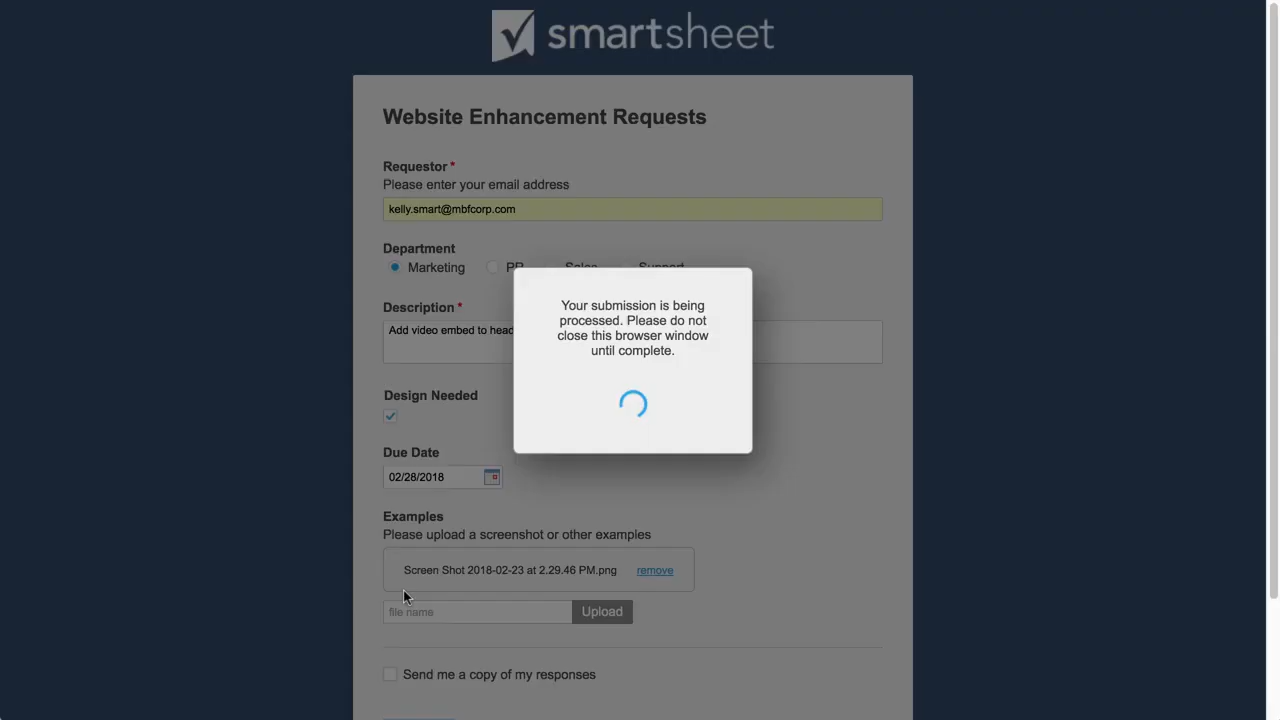 smartsheet
Website Enhancement Requests
Requestor *
Please enter your email address
kelly.smart@mbfcorp.com
Department
Marketing PR Sales Support
Description *
Add video embed to head
Your submission is being
processed. Please do not
close this browser window
until complete.
Design Needed
Due Date
02/28/2018
Examples
Please upload a screenshot or other examples
Screen Shot 2018-02-23 at 2.29.46 PM.png remove
file name Upload
Send me a copy of my responses